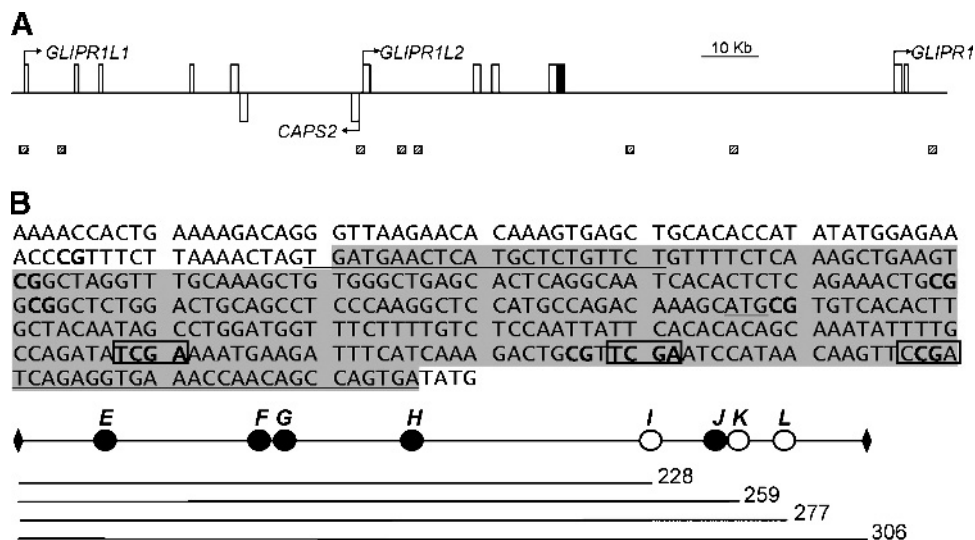 A
GLIPR1L1
GLIPR1L2
10 Kb
GLIPR1
CAPS2
B
AAAACCACTG AAAAGACAGG GTTAAGAACA CAAAGTGAGC TGCACACCAT ATATGGAGAA
ACCCGTTTCT TAAAACTAGT GATGAACTCA TGCTCTGTTC TGTTTTCTCA AAGCTGAAGT
CGGCTAGGTT TGCAAAGCTG TGGGCTGAGC ACTCAGGCAA TCACACTCTC AGAAACTGCG
GCGGCTCTGG ACTGCAGCCT CCCAAGGCTC CATGCCAGAC AAAGCATGCG TGTCACACTT
GCTACAATAG CCTGGATGGT TTCTTTTGTC TCCAATTATT CACACACAGC AAATATTTTG
CCAGATATCG AAAATGAAGA TTTCATCAAA GACTGCGTTC GAATCCATAA CAAGTTCCGA
TCAGAGGTGA AACCAACAGC CAGTGATATG
E F G H I J K L
228
259
277
306